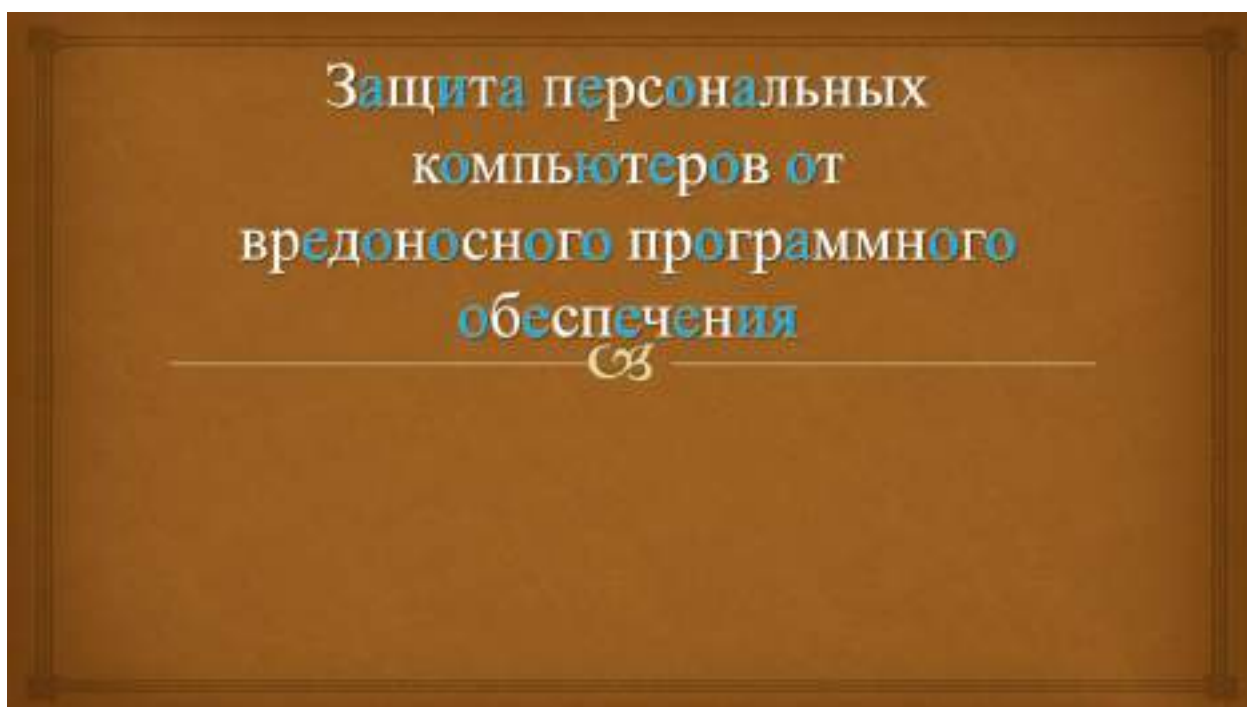 Защита персональных
компьютеров от
вредоносного программного
обеспечения